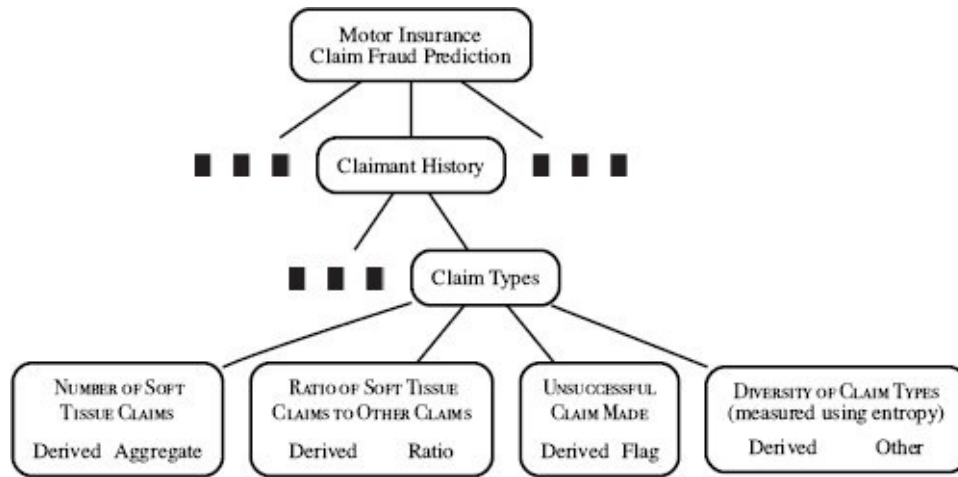 Motor Insurance
Claim Fraud Prediction
Claimant History
Claim Types
NUMBER OF SOFT
TISSUE CLAIMS
Derived Aggregate
RATIO OF SOFT TISSUE
CLAIMS TO OTHER CLAIMS
Derived Ratio
UNSUCCESSFUL
CLAIM MADE
Derived Flag
DIVERSITY OF CLAIM TYPES
(measured using entropy)
Derived Other